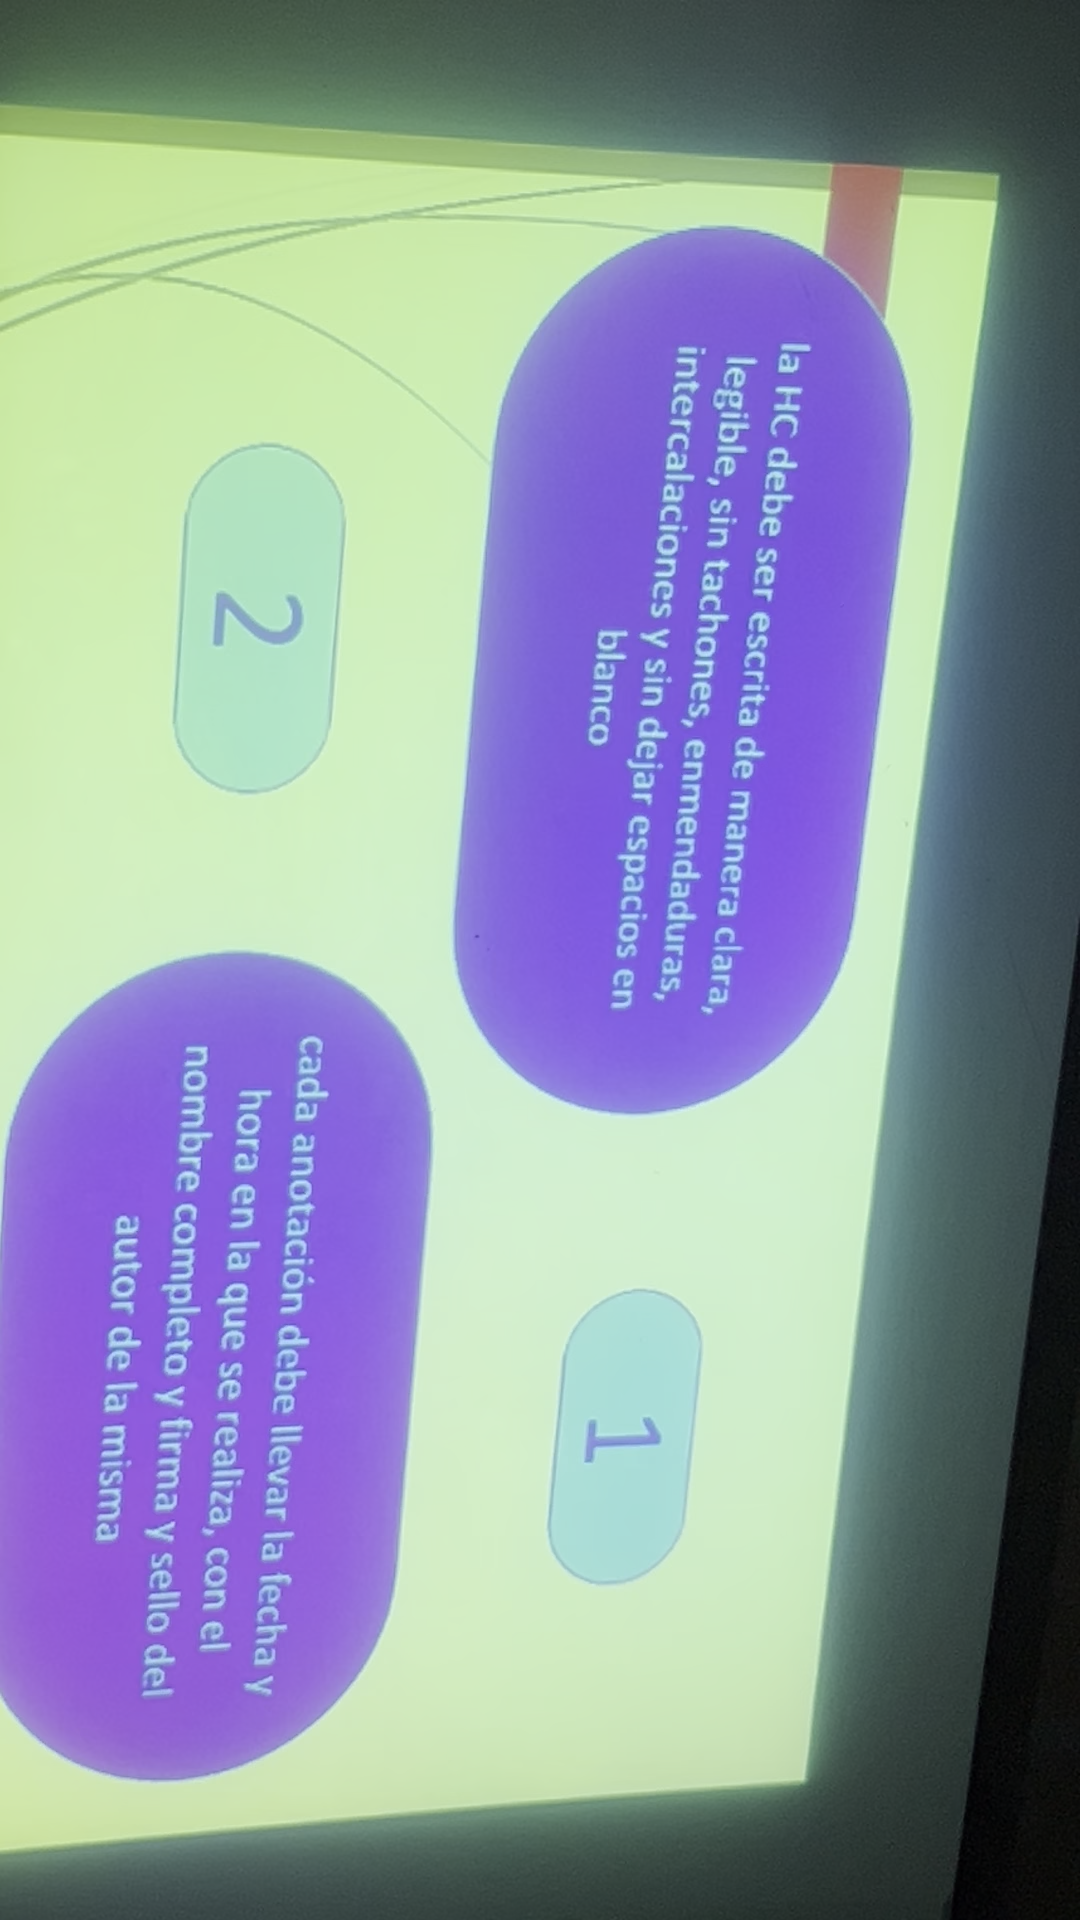 la HC debe ser escrita de manera clara,
legible, sin tachones, enmendaduras,
intercalaciones y sin dejar espacios en
blanco
1
2
cada anotación debe llevar la fecha y
hora en la que se realiza, con el
nombre completo y firma y sello del
autor de la misma